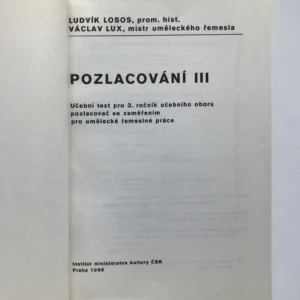 LUDVÍK LOSOS, prom. hist.
VÁCLAV LUX, mistr uměleckého řemesla
POZLACOVÁNÍ III
Učební text pro 3. ročník učebního oboru
pozlacovač se zaměřením
pro umělecké řemeslné práce
Institut ministerstva kultury ČSR
Praha 1988